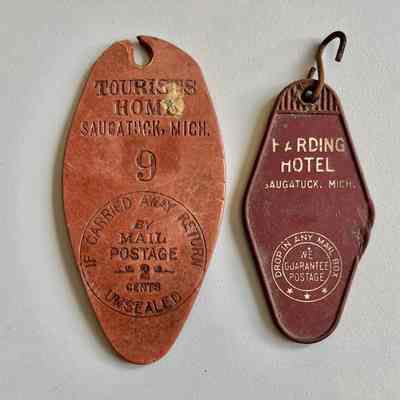 TOURISTS
HOME
SAUGATUCK, MICH.
9
IF CARRIED AWAY RETURN
BY
MAIL
POSTAGE
2
CENTS
UNSEALED
HARDING
HOTEL
SAUGATUCK, MICH.
DROP IN ANY MAIL BOX
WE
GUARANTEE
POSTAGE